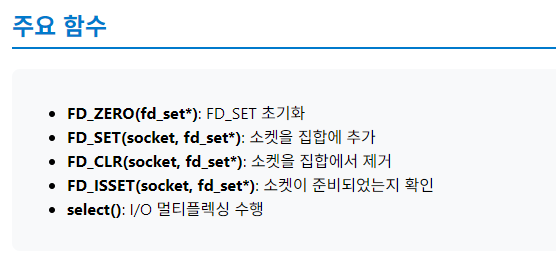 주요 함수
FD_ZERO(fd_set*): FD_SET 초기화
FD_SET(socket, fd_set*): 소켓을 집합에 추가
FD_CLR(socket, fd_set*): 소켓을 집합에서 제거
FD_ISSET(socket, fd_set*): 소켓이 준비되었는지 확인
select(): I/O 멀티플렉싱 수행